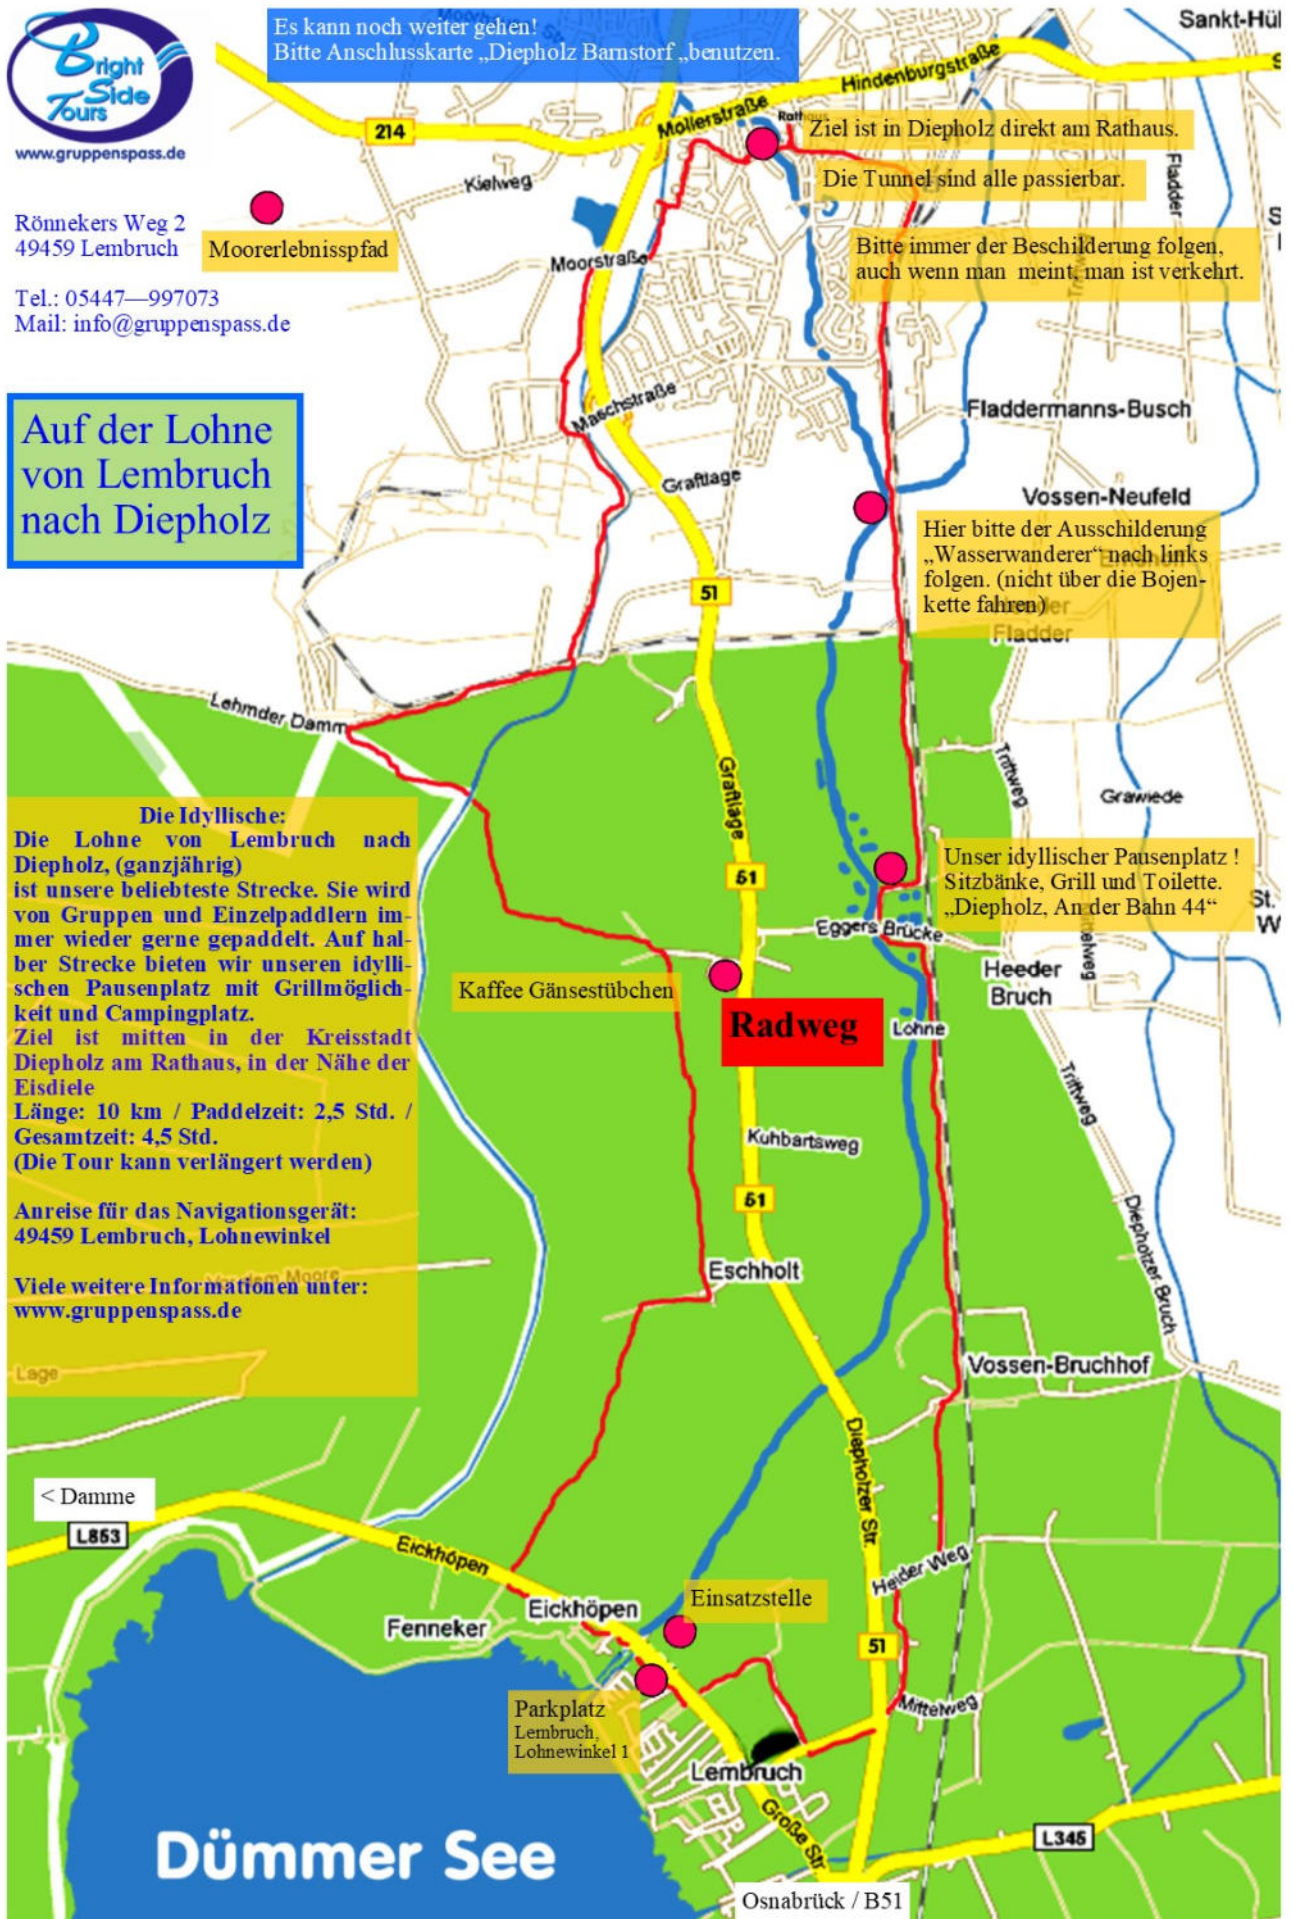 Es kann noch weiter gehen!
Bitte Anschlusskarte „Diepholz Barnstorf „benutzen.
Sankt-Hül
Bright
Side
Tours
www.gruppenspass.de
Hindenburgstraße
Mollerstraße
214
Rathaus
Ziel ist in Diepholz direkt am Rathaus.
Die Tunnel sind alle passierbar.
Fladder
Kielweg
Rönnekers Weg 2
49459 Lembruch
Moorerlebnisspfad
Bitte immer der Beschilderung folgen,
auch wenn man meint, man ist verkehrt.
Moorstraße
Tel.: 05447—997073
Mail: info@gruppenspass.de
Auf der Lohne
von Lembruch
nach Diepholz
Maschstraße
Fladdermanns-Busch
Graftlage
Vossen-Neufeld
Hier bitte der Ausschilderung
„Wasserwanderer“ nach links
folgen. (nicht über die Bojen-
kette fahren)
Heeder
Fladder
51
Lehmder Damm
Graftlage
Triftweg
Grawiede
Die Idyllische:
Die Lohne von Lembruch nach
Diepholz, (ganzjährig)
ist unsere beliebteste Strecke. Sie wird
von Gruppen und Einzelpaddlern im-
mer wieder gerne gepaddelt. Auf hal-
ber Strecke bieten wir unseren idylli-
schen Pausenplatz mit Grillmöglich-
keit und Campingplatz.
Ziel ist mitten in der Kreisstadt
Diepholz am Rathaus, in der Nähe der
Eisdiele
Länge: 10 km / Paddelzeit: 2,5 Std. /
Gesamtzeit: 4,5 Std.
(Die Tour kann verlängert werden)
Anreise für das Navigationsgerät:
49459 Lembruch, Lohnewinkel
Viele weitere Informationen unter:
www.gruppenspass.de
Vor dem Moore
Lage
51
Unser idyllischer Pausenplatz !
Sitzbänke, Grill und Toilette.
„Diepholz, An der Bahn 44“
St.
W
Eggers Brücke
Mittelweg
Heeder
Bruch
Kaffee Gänsestübchen
Radweg
Lohne
Triftweg
Kuhbartsweg
51
Diepholzer Bruch
Eschholt
Vossen-Bruchhof
Diepholzer Str.
< Damme
L853
Eickhöpen
Heider Weg
Einsatzstelle
Eickhöpen
Fenneker
51
Mittelweg
Parkplatz
Lembruch,
Lohnewinkel 1
Lembruch
Große Str
L345
Dümmer See
Osnabrück / B51